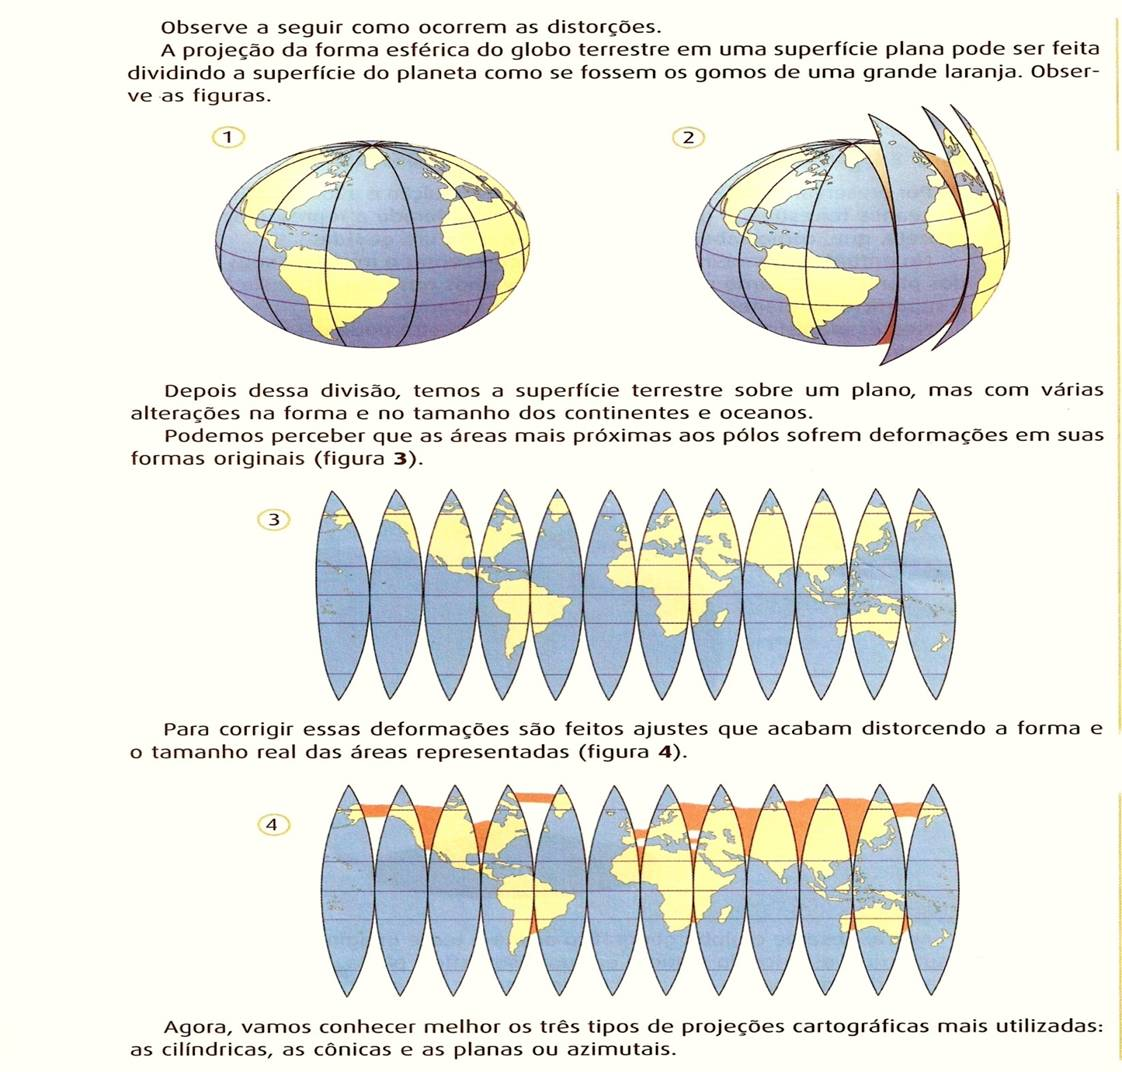 Observe a seguir como ocorrem as distorções.
A projeção da forma esférica do globo terrestre em uma superfície plana pode ser feita
dividindo a superfície do planeta como se fossem os gomos de uma grande laranja. Obser-
ve as figuras.
1
2
Depois dessa divisão, temos a superfície terrestre sobre um plano, mas com várias
alterações na forma e no tamanho dos continentes e oceanos.
Podemos perceber que as áreas mais próximas aos pólos sofrem deformações em suas
formas originais (figura 3).
3
Para corrigir essas deformações são feitos ajustes que acabam distorcendo a forma e
o tamanho real das áreas representadas (figura 4).
4
Agora, vamos conhecer melhor os três tipos de projeções cartográficas mais utilizadas:
as cilíndricas, as cônicas e as planas ou azimutais.